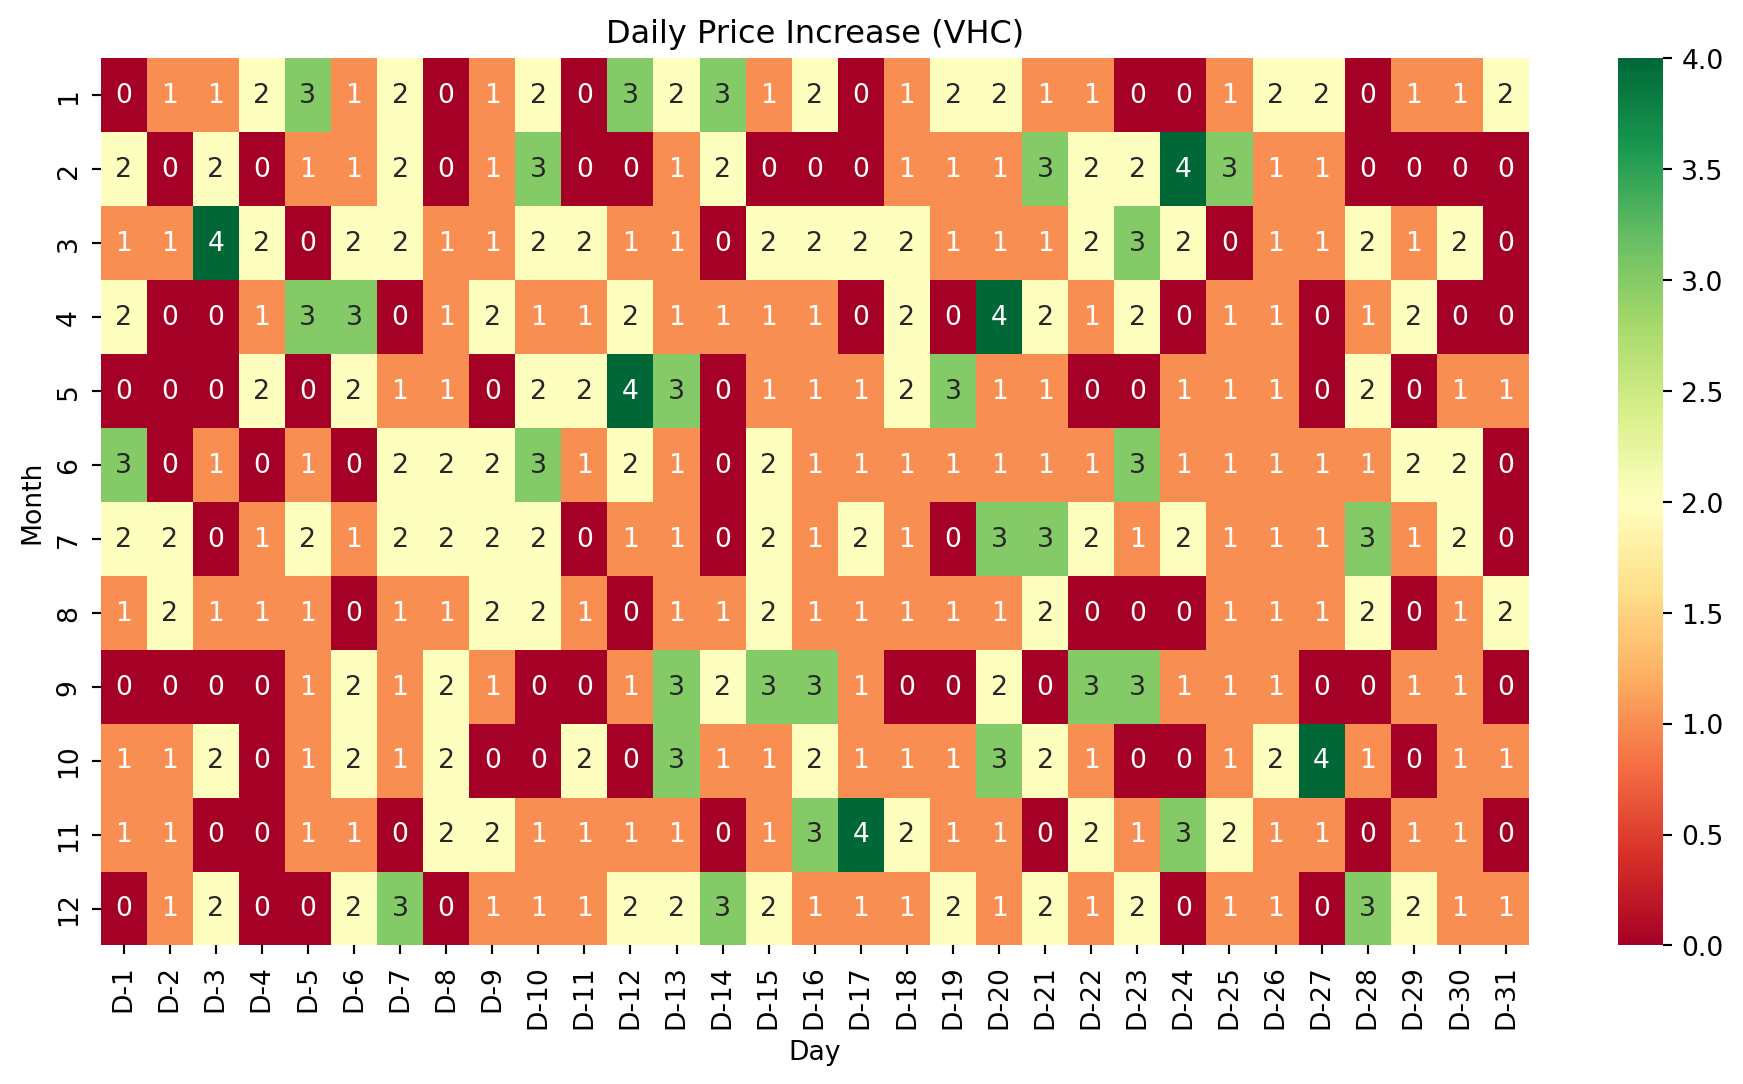 Daily Price Increase (VHC)
1 0 1 1 2 3 1 2 0 1 2 0 3 2 3 1 2 0 1 2 2 1 1 0 0 1 2 2 0 1 1 2
2 2 0 2 0 1 1 2 0 1 3 0 0 1 2 0 0 0 1 1 1 3 2 2 4 3 1 1 0 0 0 0
3 1 1 4 2 0 2 2 1 1 2 2 1 1 0 2 2 2 2 1 1 1 2 3 2 0 1 1 2 1 2 0
4 2 0 0 1 3 3 0 1 2 1 1 2 1 1 1 1 0 2 0 4 2 1 2 0 1 1 0 1 2 0 0
5 0 0 0 2 0 2 1 1 0 2 2 4 3 0 1 1 1 2 3 1 1 0 0 1 1 1 0 2 0 1 1
6 3 0 1 0 1 0 2 2 2 3 1 2 1 0 2 1 1 1 1 1 1 1 3 1 1 1 1 1 2 2 0
7 2 2 0 1 2 1 2 2 2 2 0 1 1 0 2 1 2 1 0 3 3 2 1 2 1 1 1 3 1 2 0
8 1 2 1 1 1 0 1 1 2 2 1 0 1 1 2 1 1 1 1 1 2 0 0 0 1 1 1 2 0 1 2
9 0 0 0 0 1 2 1 2 1 0 0 1 3 2 3 3 1 0 0 2 0 3 3 1 1 1 0 0 1 1 0
10 1 1 2 0 1 2 1 2 0 0 2 0 3 1 1 2 1 1 1 3 2 1 0 0 1 2 4 1 0 1 1
11 1 1 0 0 1 1 0 2 2 1 1 1 1 0 1 3 4 2 1 1 0 2 1 3 2 1 1 0 1 1 0
12 0 1 2 0 0 2 3 0 1 1 1 2 2 3 2 1 1 1 2 1 2 1 2 0 1 1 0 3 2 1 1
Month
D-1 D-2 D-3 D-4 D-5 D-6 D-7 D-8 D-9 D-10 D-11 D-12 D-13 D-14 D-15 D-16 D-17 D-18 D-19 D-20 D-21 D-22 D-23 D-24 D-25 D-26 D-27 D-28 D-29 D-30 D-31
Day
4.0
3.5
3.0
2.5
2.0
1.5
1.0
0.5
0.0